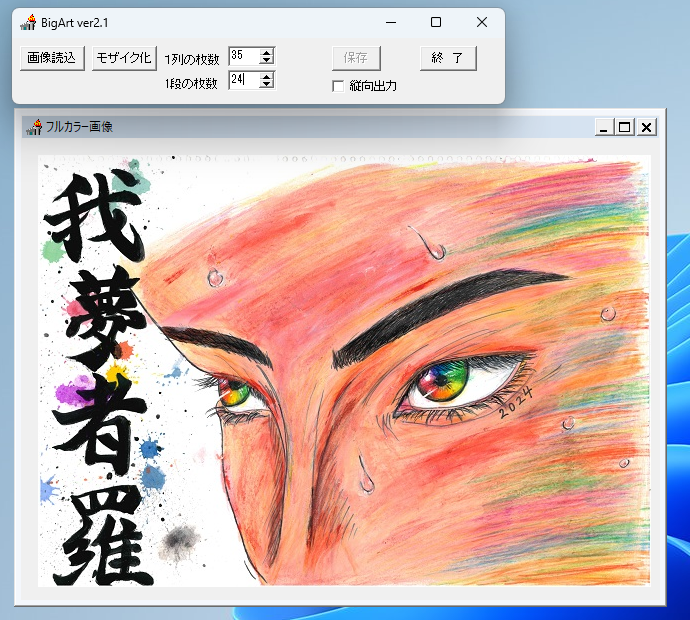 BigArt ver2.1
画像読込 モザイク化 1列の枚数 35 保存 終 了
1段の枚数 24 縦向出力
フルカラー画像
我夢者羅
2024